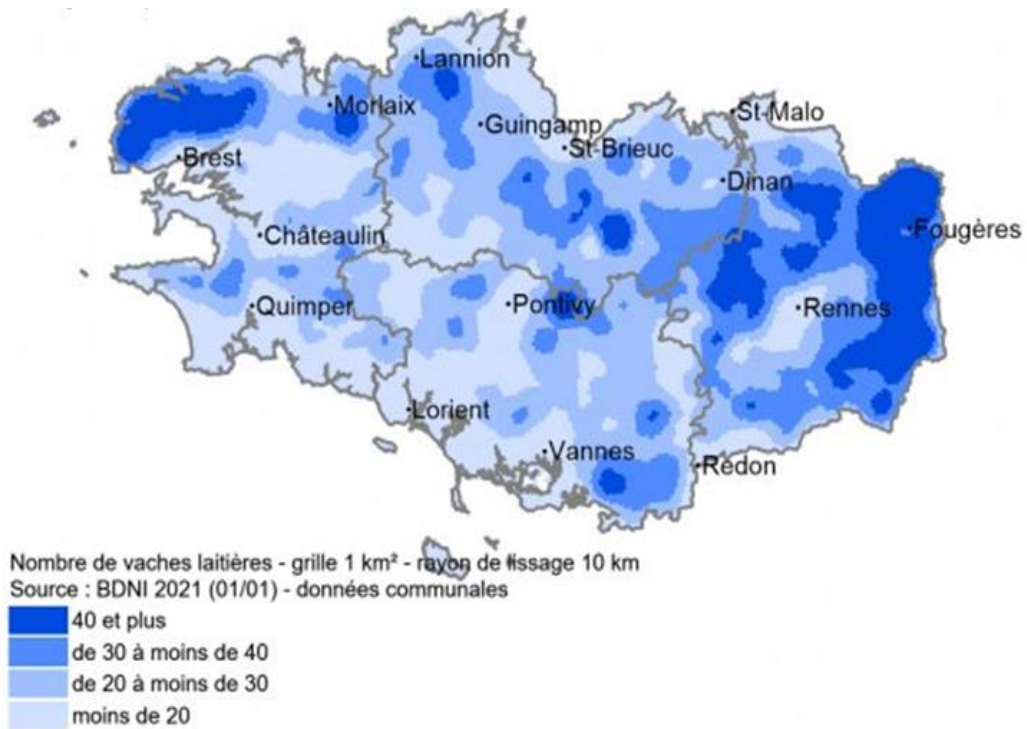 Lannion
Morlaix
St-Malo
Guingamp
St-Brieuc
Brest
Dinan
Châteaulin
Fougères
Quimper
Pontivy
Rennes
Lorient
Vannes
Redon
Nombre de vaches laitières - grille 1 km² - rayon de lissage 10 km
Source : BDNI 2021 (01/01) - données communales
40 et plus
de 30 à moins de 40
de 20 à moins de 30
moins de 20